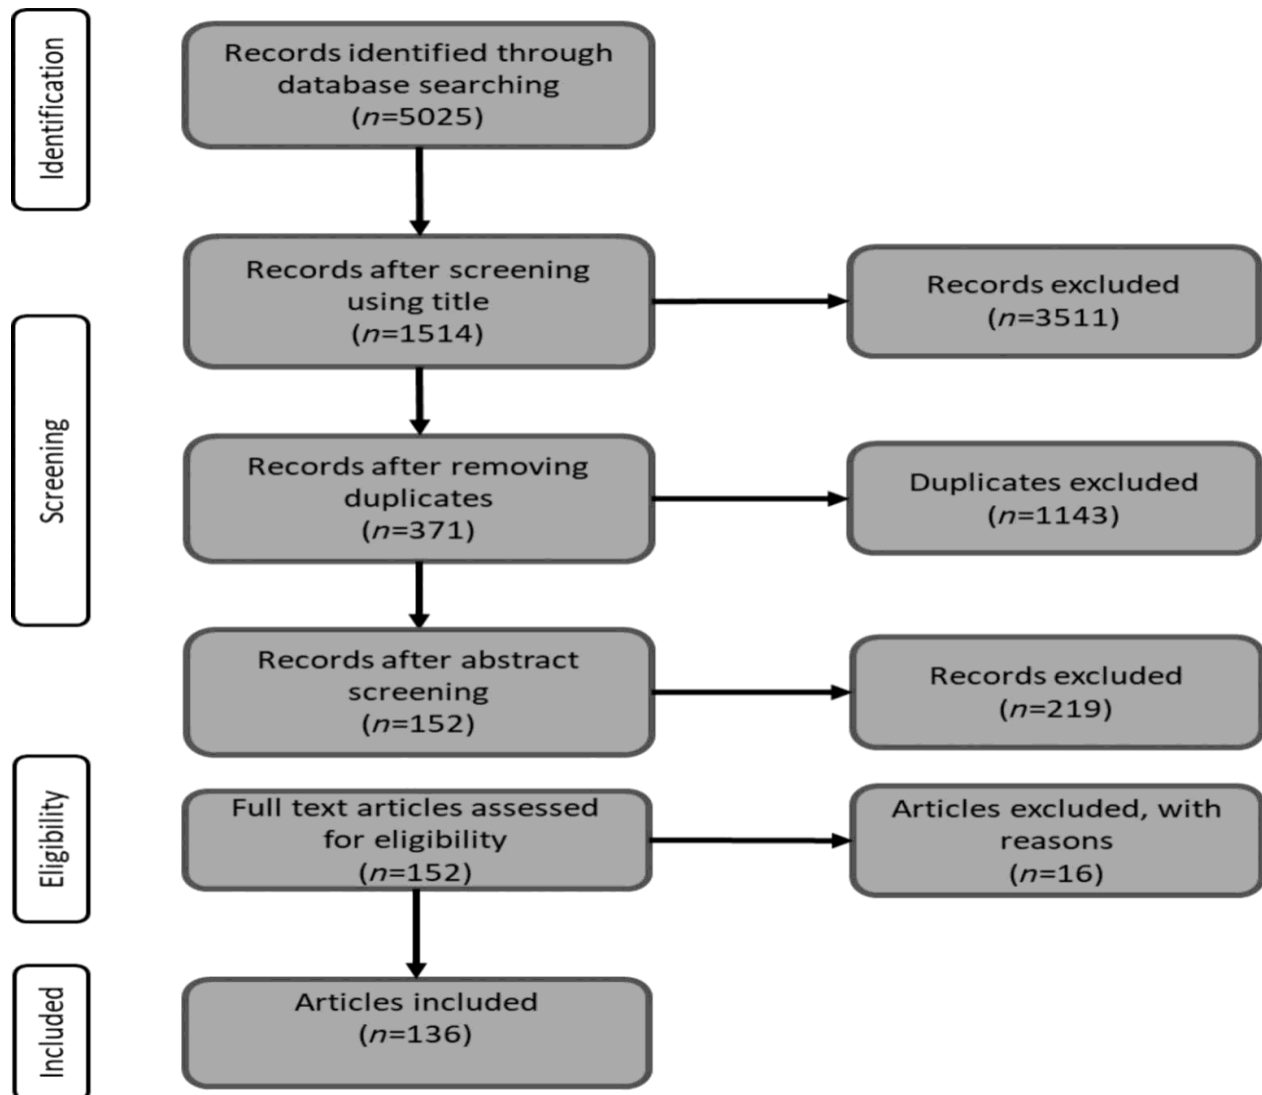 Identification
Records identified through
database searching
(n=5025)
Records after screening
using title
(n=1514)
Records excluded
(n=3511)
Screening
Records after removing
duplicates
(n=371)
Duplicates excluded
(n=1143)
Records after abstract
screening
(n=152)
Records excluded
(n=219)
Eligibility
Full text articles assessed
for eligibility
(n=152)
Articles excluded, with
reasons
(n=16)
Included
Articles included
(n=136)